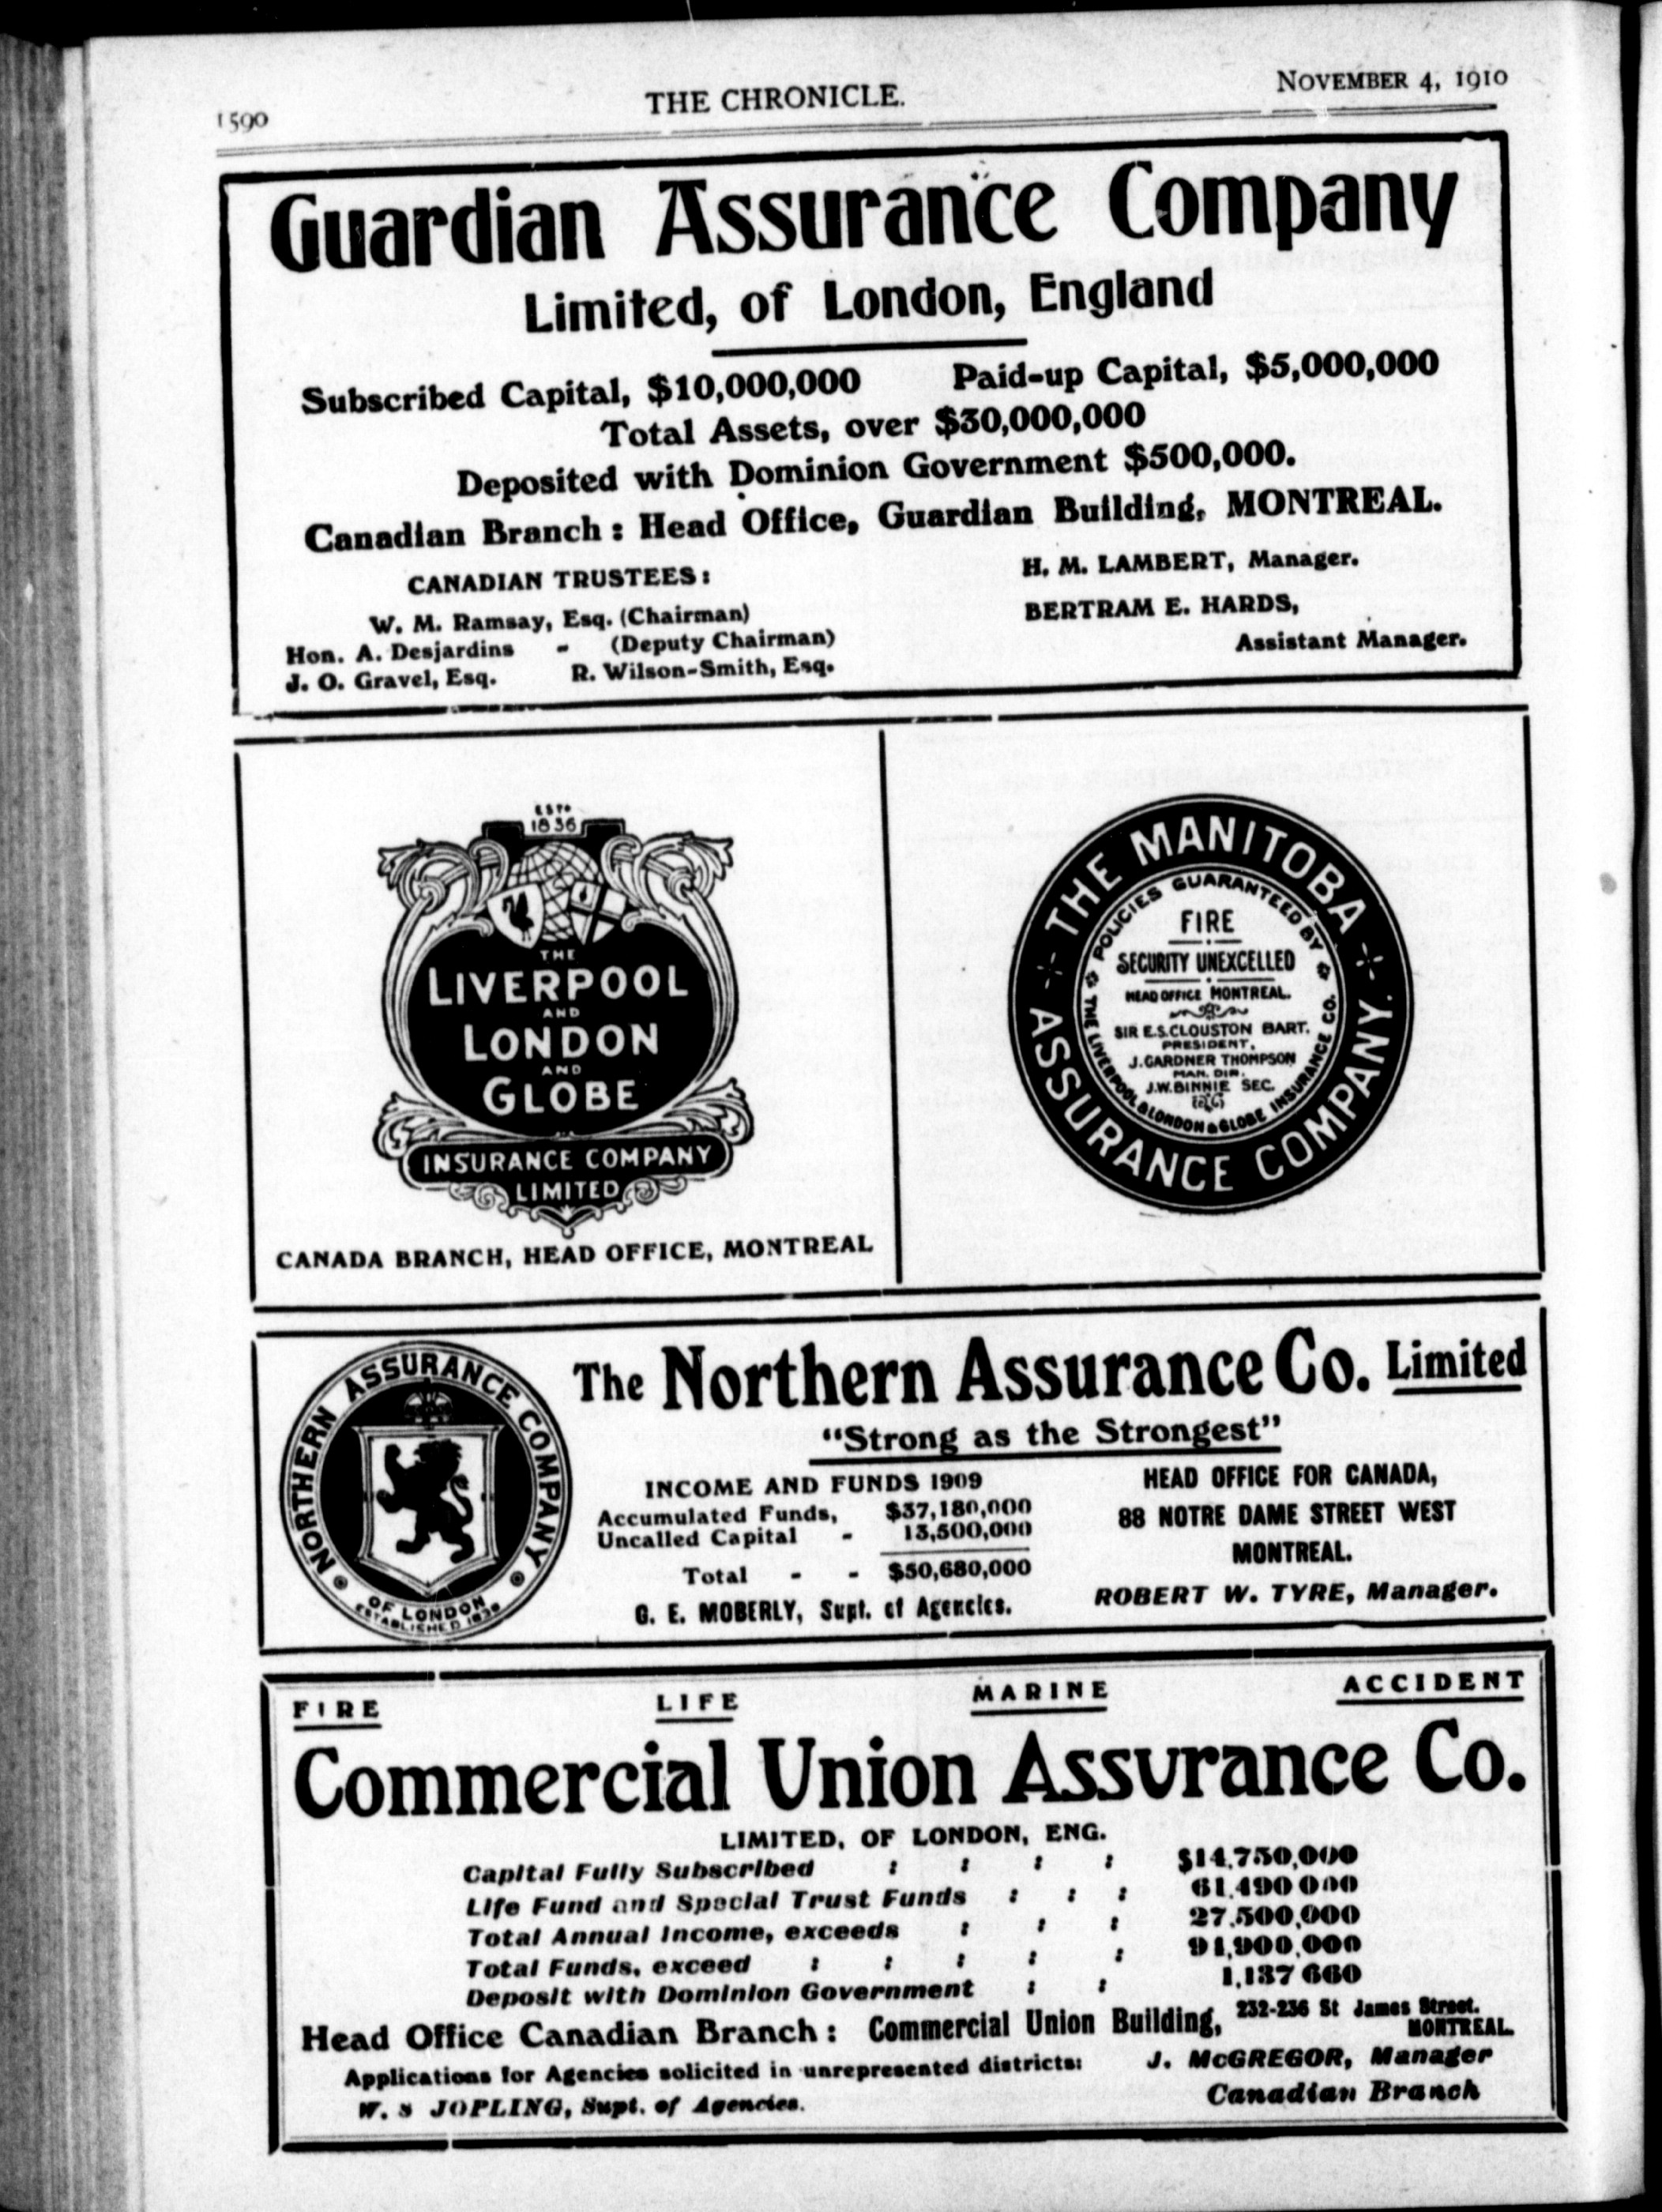 1590
THE CHRONICLE.
NOVEMBER 4, 1910
Guardian Assurance Company
Limited, of London, England
Subscribed Capital, $10,000,000 Paid-up Capital, $5,000,000
Total Assets, over $30,000,000
Deposited with Dominion Government $500,000.
Canadian Branch : Head Office, Guardian Building, MONTREAL.
CANADIAN TRUSTEES :
W. M. Ramsay, Esq. (Chairman)
Hon. A. Desjardins - (Deputy Chairman)
J. O. Gravel, Esq. R. Wilson-Smith, Esq.
H. M. LAMBERT, Manager.
BERTRAM E. HARDS,
Assistant Manager.
ESTD
1836
THE
LIVERPOOL
AND
LONDON
AND
GLOBE
INSURANCE COMPANY
LIMITED
CANADA BRANCH, HEAD OFFICE, MONTREAL
THE MANITOBA
ASSURANCE COMPANY.
POLICIES GUARANTEED BY
THE LIVERPOOL & LONDON & GLOBE INSURANCE CO.
FIRE
SECURITY UNEXCELLED
HEAD OFFICE MONTREAL.
SIR E.S.CLOUSTON BART.
PRESIDENT,
J.GARDNER THOMPSON
MAN. DIR.
J.W.BINNIE SEC.
NORTHERN ASSURANCE COMPANY
OF LONDON
ESTABLISHED 1836
The Northern Assurance Co. Limited
“Strong as the Strongest”
INCOME AND FUNDS 1909
Accumulated Funds, $37,180,000
Uncalled Capital - 13,500,000
Total - - $50,680,000
G. E. MOBERLY, Supt. of Agencies.
HEAD OFFICE FOR CANADA,
88 NOTRE DAME STREET WEST
MONTREAL.
ROBERT W. TYRE, Manager.
FIRE LIFE MARINE ACCIDENT
Commercial Union Assurance Co.
LIMITED, OF LONDON, ENG.
Capital Fully Subscribed : : : : $14,750,000
Life Fund and Special Trust Funds : : : 61,490 000
Total Annual Income, exceeds : : : 27,500,000
Total Funds, exceed : : : : : 91,900,000
Deposit with Dominion Government : : 1,137 660
Head Office Canadian Branch : Commercial Union Building, 232-236 St James Street.
MONTREAL.
Applications for Agencies solicited in unrepresented districts:
W. S JOPLING, Supt. of Agencies.
J. McGREGOR, Manager
Canadian Branch